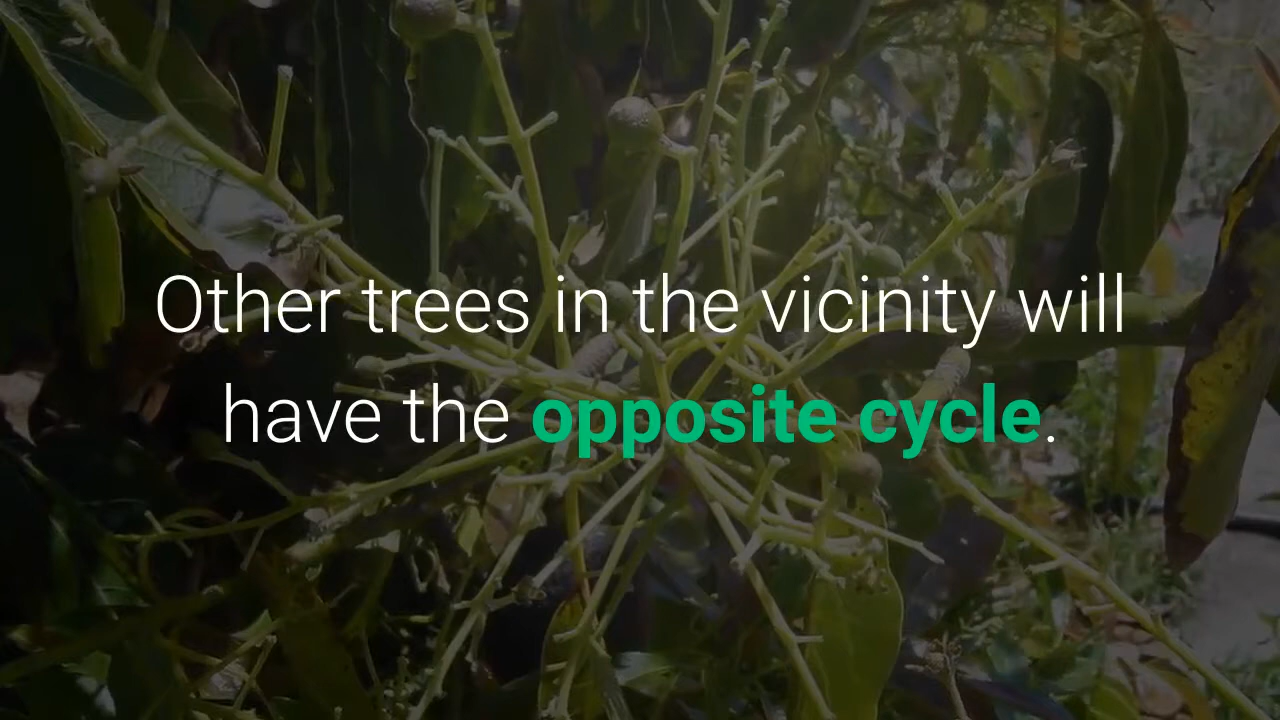 Other trees in the vicinity will
have the opposite cycle.